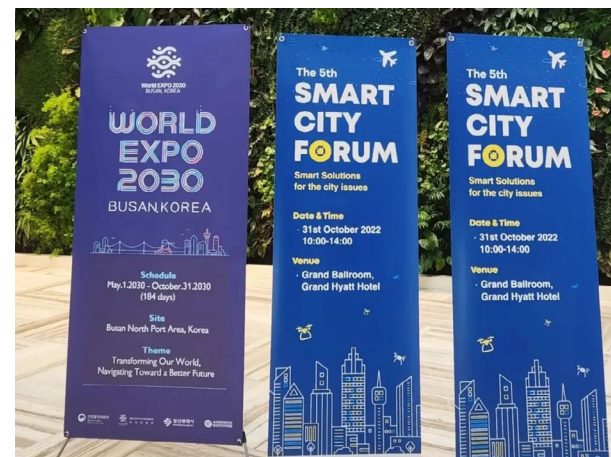 World EXPO 2030
BUSAN, KOREA
WORLD
EXPO
2030
BUSAN, KOREA
Schedule
May.1.2030 - October.31.2030
(184 days)
Site
Busan North Port Area, Korea
Theme
Transforming Our World,
Navigating Toward a Better Future
The 5th
SMART
CITY
FORUM
Smart Solutions
for the city issues
Date & Time
· 31st October 2022
10:00-14:00
Venue
· Grand Ballroom,
Grand Hyatt Hotel
The 5th
SMART
CITY
FORUM
Smart Solutions
for the city issues
Date & Time
· 31st October 2022
10:00-14:00
Venue
· Grand Ballroom,
Grand Hyatt Hotel